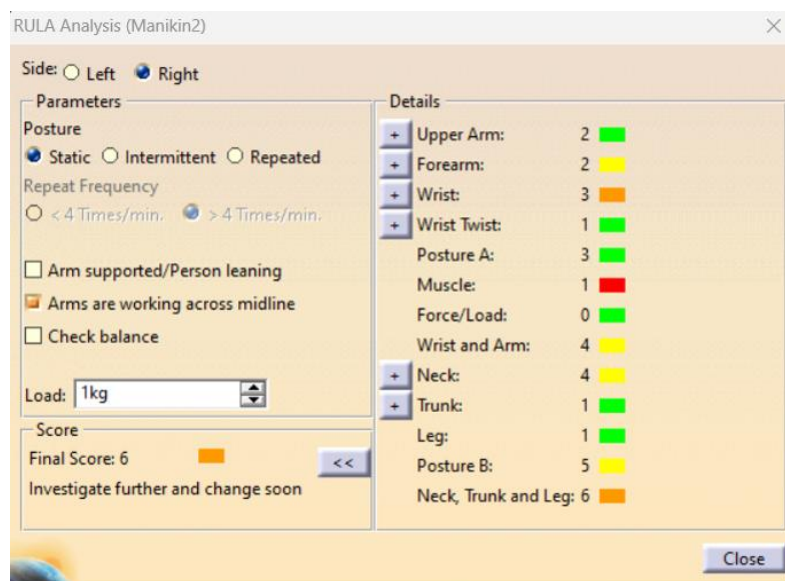 RULA Analysis (Manikin2)
Side: Left Right
Parameters
Posture
Static Intermittent Repeated
Repeat Frequency
< 4 Times/min. > 4 Times/min.
Arm supported/Person leaning
Arms are working across midline
Check balance
Load: 1kg
Score
Final Score: 6
<<
Investigate further and change soon
Details
+ Upper Arm: 2
+ Forearm: 2
+ Wrist: 3
+ Wrist Twist: 1
Posture A: 3
Muscle: 1
Force/Load: 0
Wrist and Arm: 4
+ Neck: 4
+ Trunk: 1
Leg: 1
Posture B: 5
Neck, Trunk and Leg: 6
Close